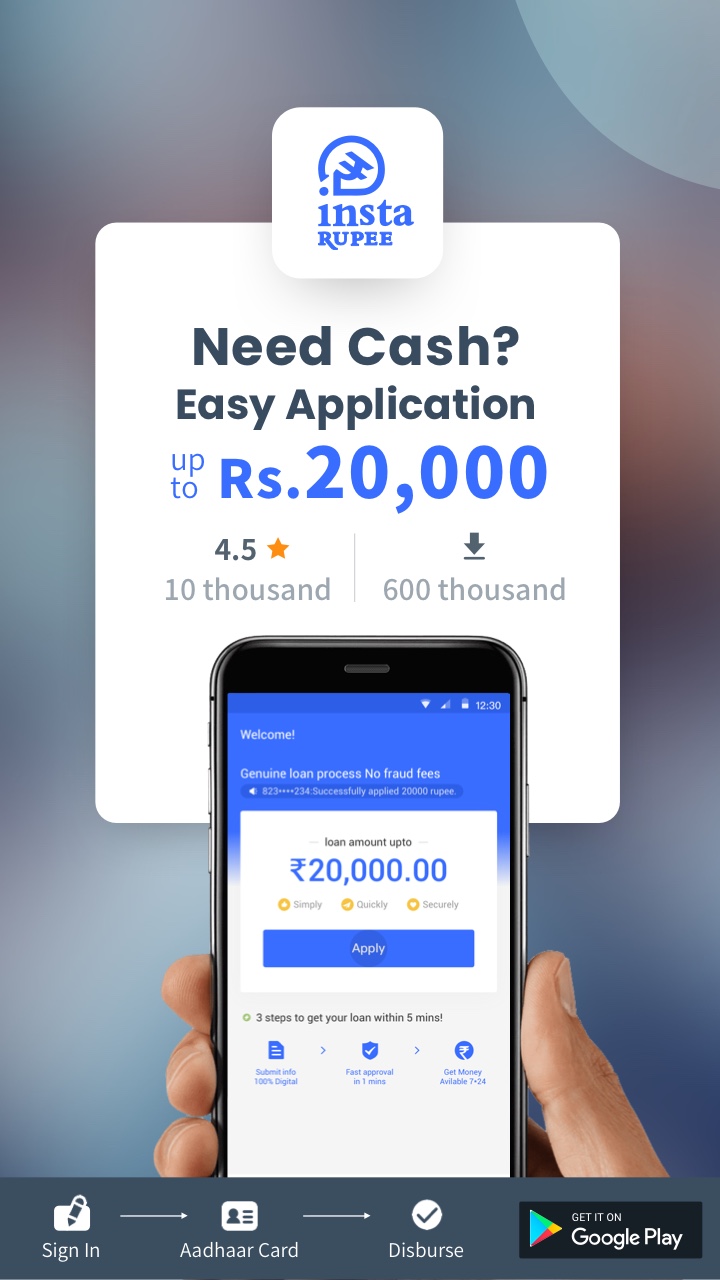 insta
RUPEE
Need Cash?
Easy Application
up to Rs.20,000
4.5
10 thousand
600 thousand
12:30
Welcome!
Genuine loan process No fraud fees
823••••234:Successfully applied 20000 rupee.
loan amount upto
₹20,000.00
Simply Quickly Securely
Apply
3 steps to get your loan within 5 mins!
Submit info
100% Digital
Fast approval
in 1 mins
Get Money
Avilable 7*24
Sign In
Aadhaar Card
Disburse
GET IT ON
Google Play